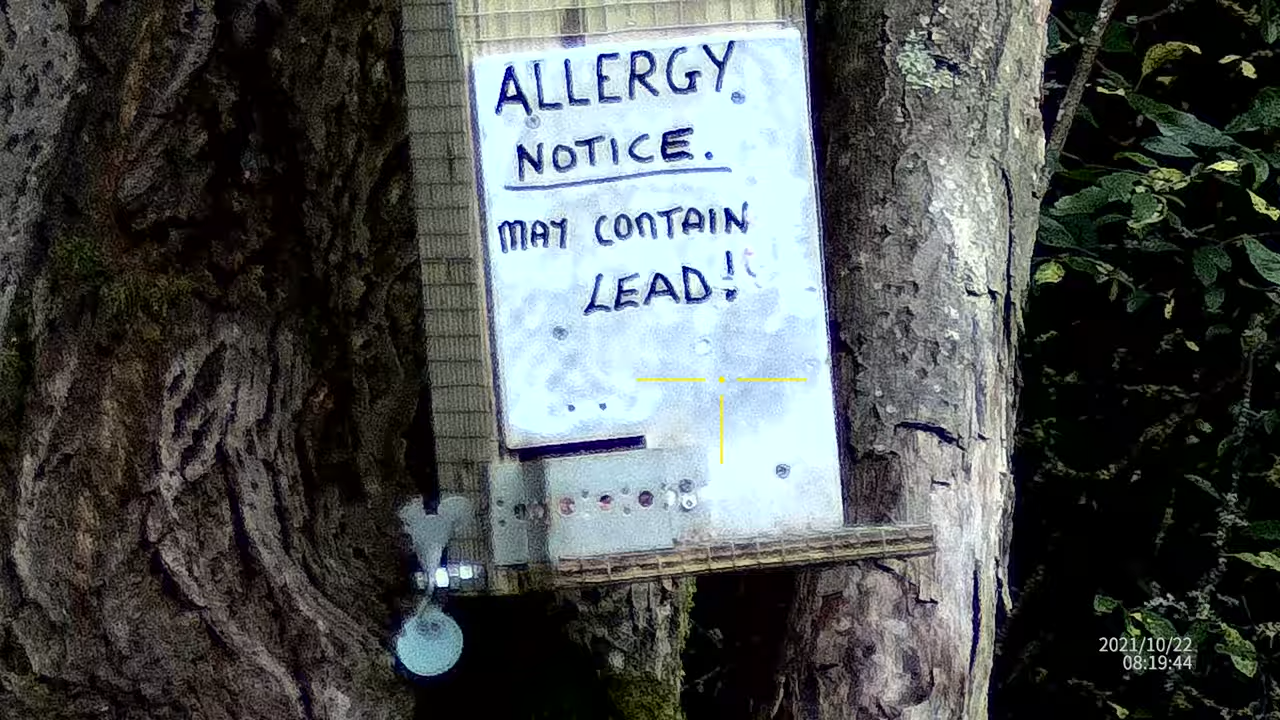 ALLERGY
NOTICE.
MAY CONTAIN
LEAD!
2021/10/22
08:19:44